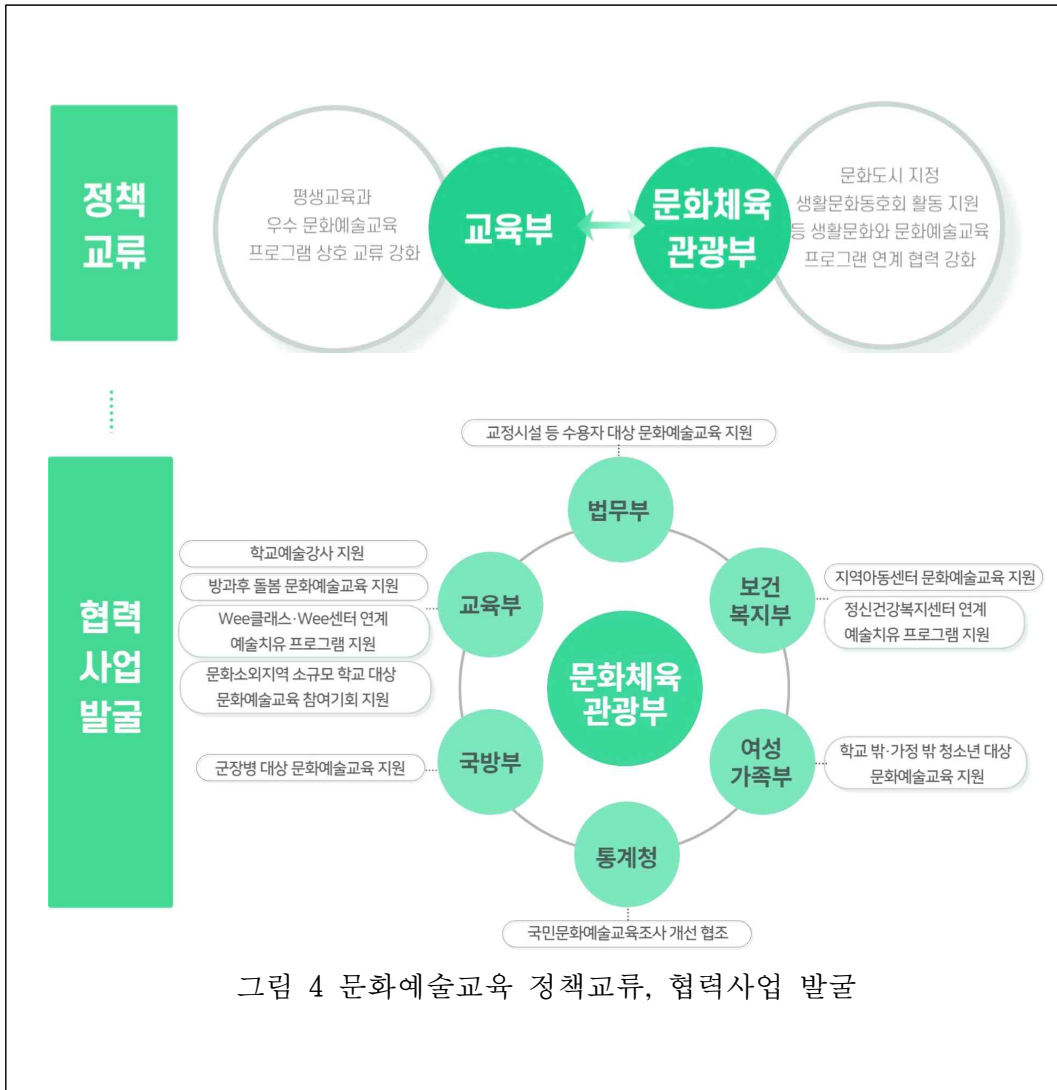 정책
교류
평생교육과
우수 문화예술교육
프로그램 상호 교류 강화
교육부
문화체육
관광부
문화도시 지정
생활문화동호회 활동 지원
등 생활문화와 문화예술교육
프로그랜 연계 협력 강화
협력
사업
발굴
교정시설 등 수용자 대상 문화예술교육 지원
법무부
학교예술강사 지원
방과후 돌봄 문화예술교육 지원
Wee클래스·Wee센터 연계
예술치유 프로그램 지원
문화소외지역 소규모 학교 대상
문화예술교육 참여기회 지원
교육부
보건
복지부
지역아동센터 문화예술교육 지원
정신건강복지센터 연계
예술치유 프로그램 지원
문화체육
관광부
군장병 대상 문화예술교육 지원
국방부
여성
가족부
학교 밖·가정 밖 청소년 대상
문화예술교육 지원
통계청
국민문화예술교육조사 개선 협조
그림 4 문화예술교육 정책교류, 협력사업 발굴